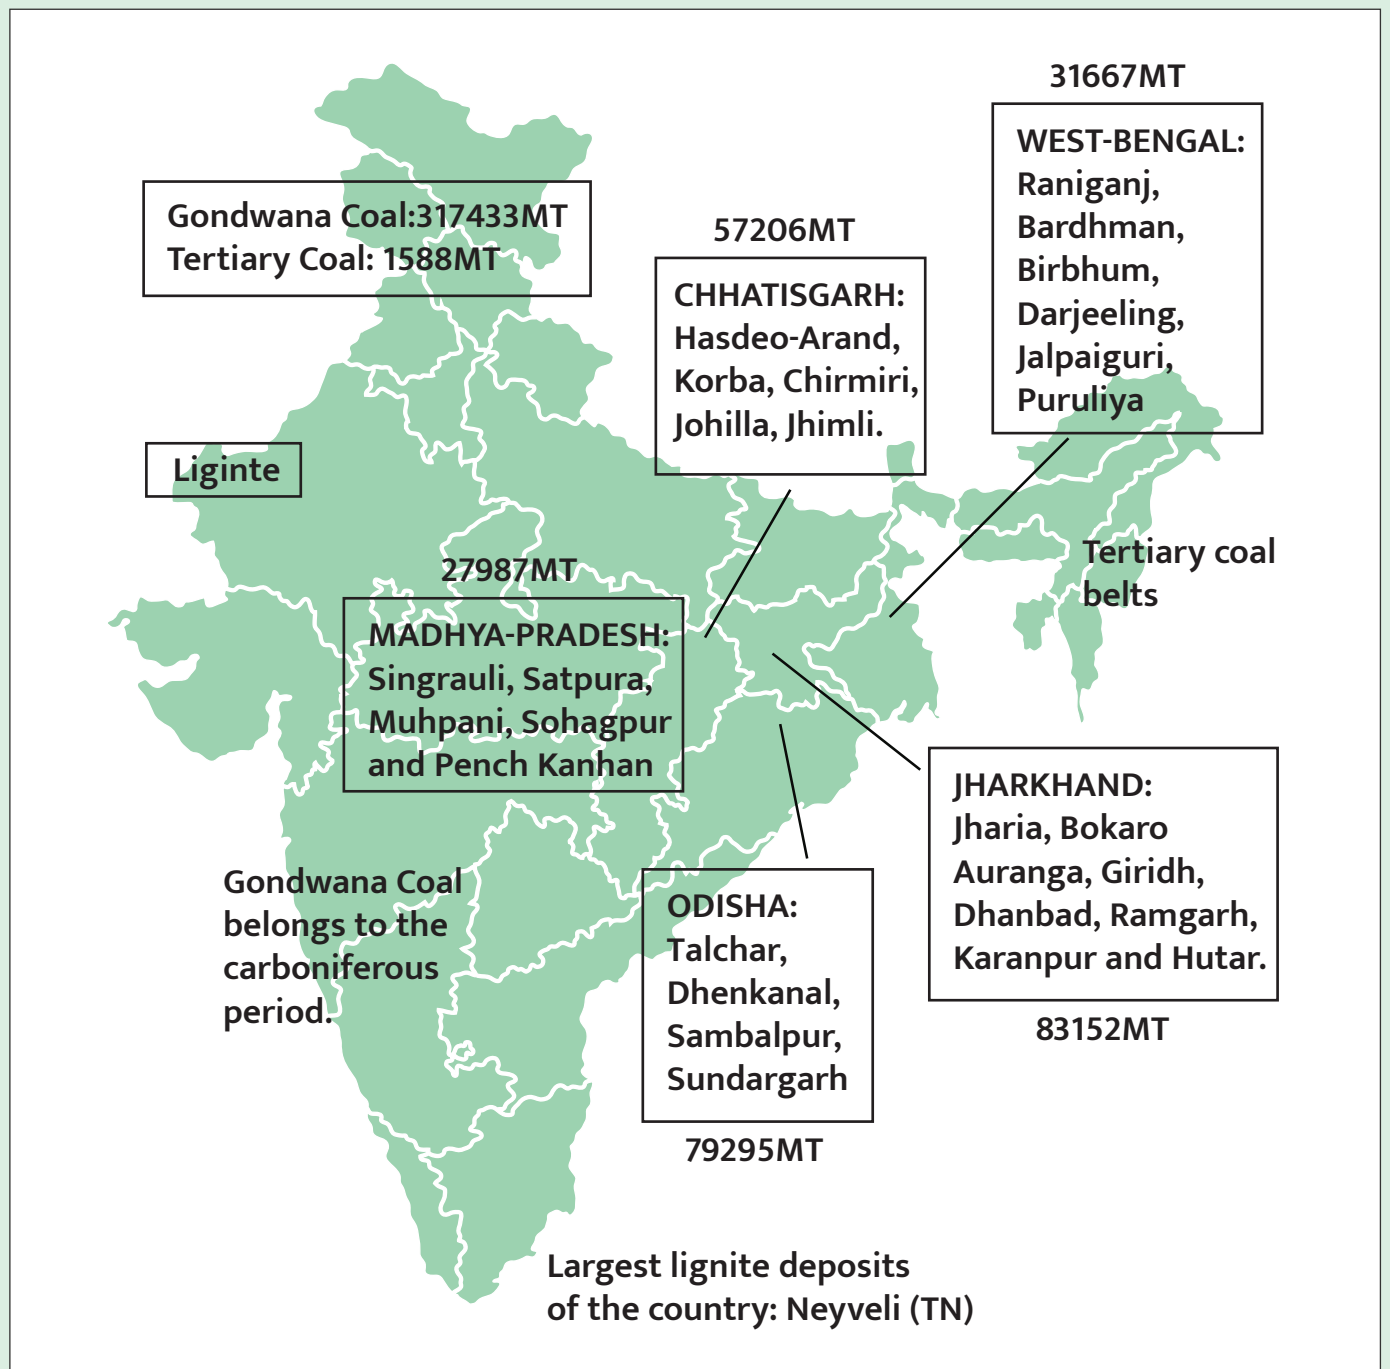 31667MT
WEST-BENGAL:
Raniganj,
Bardhman,
Birbhum,
Darjeeling,
Jalpaiguri,
Puruliya
Gondwana Coal:317433MT
Tertiary Coal: 1588MT
57206MT
CHHATISGARH:
Hasdeo-Arand,
Korba, Chirmiri,
Johilla, Jhimli.
Liginte
Tertiary coal
belts
27987MT
MADHYA-PRADESH:
Singrauli, Satpura,
Muhpani, Sohagpur
and Pench Kanhan
JHARKHAND:
Jharia, Bokaro
Auranga, Giridh,
Dhanbad, Ramgarh,
Karanpur and Hutar.
83152MT
Gondwana Coal
belongs to the
carboniferous
period.
ODISHA:
Talchar,
Dhenkanal,
Sambalpur,
Sundargarh
79295MT
Largest lignite deposits
of the country: Neyveli (TN)